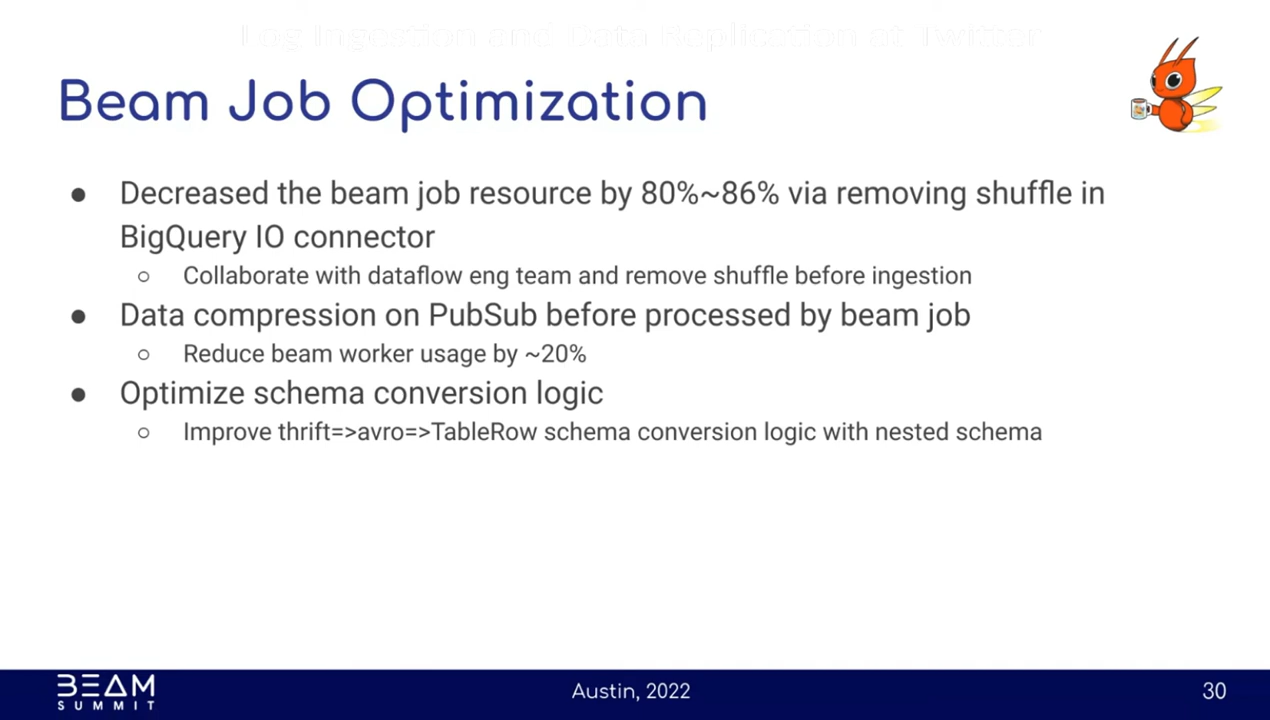 Log Ingestion and Data Replication at Twitter
Beam Job Optimization
● Decreased the beam job resource by 80%~86% via removing shuffle in
BigQuery IO connector
○ Collaborate with dataflow eng team and remove shuffle before ingestion
● Data compression on PubSub before processed by beam job
○ Reduce beam worker usage by ~20%
● Optimize schema conversion logic
○ Improve thrift=>avro=>TableRow schema conversion logic with nested schema
BEAM
SUMMIT
Austin, 2022
30